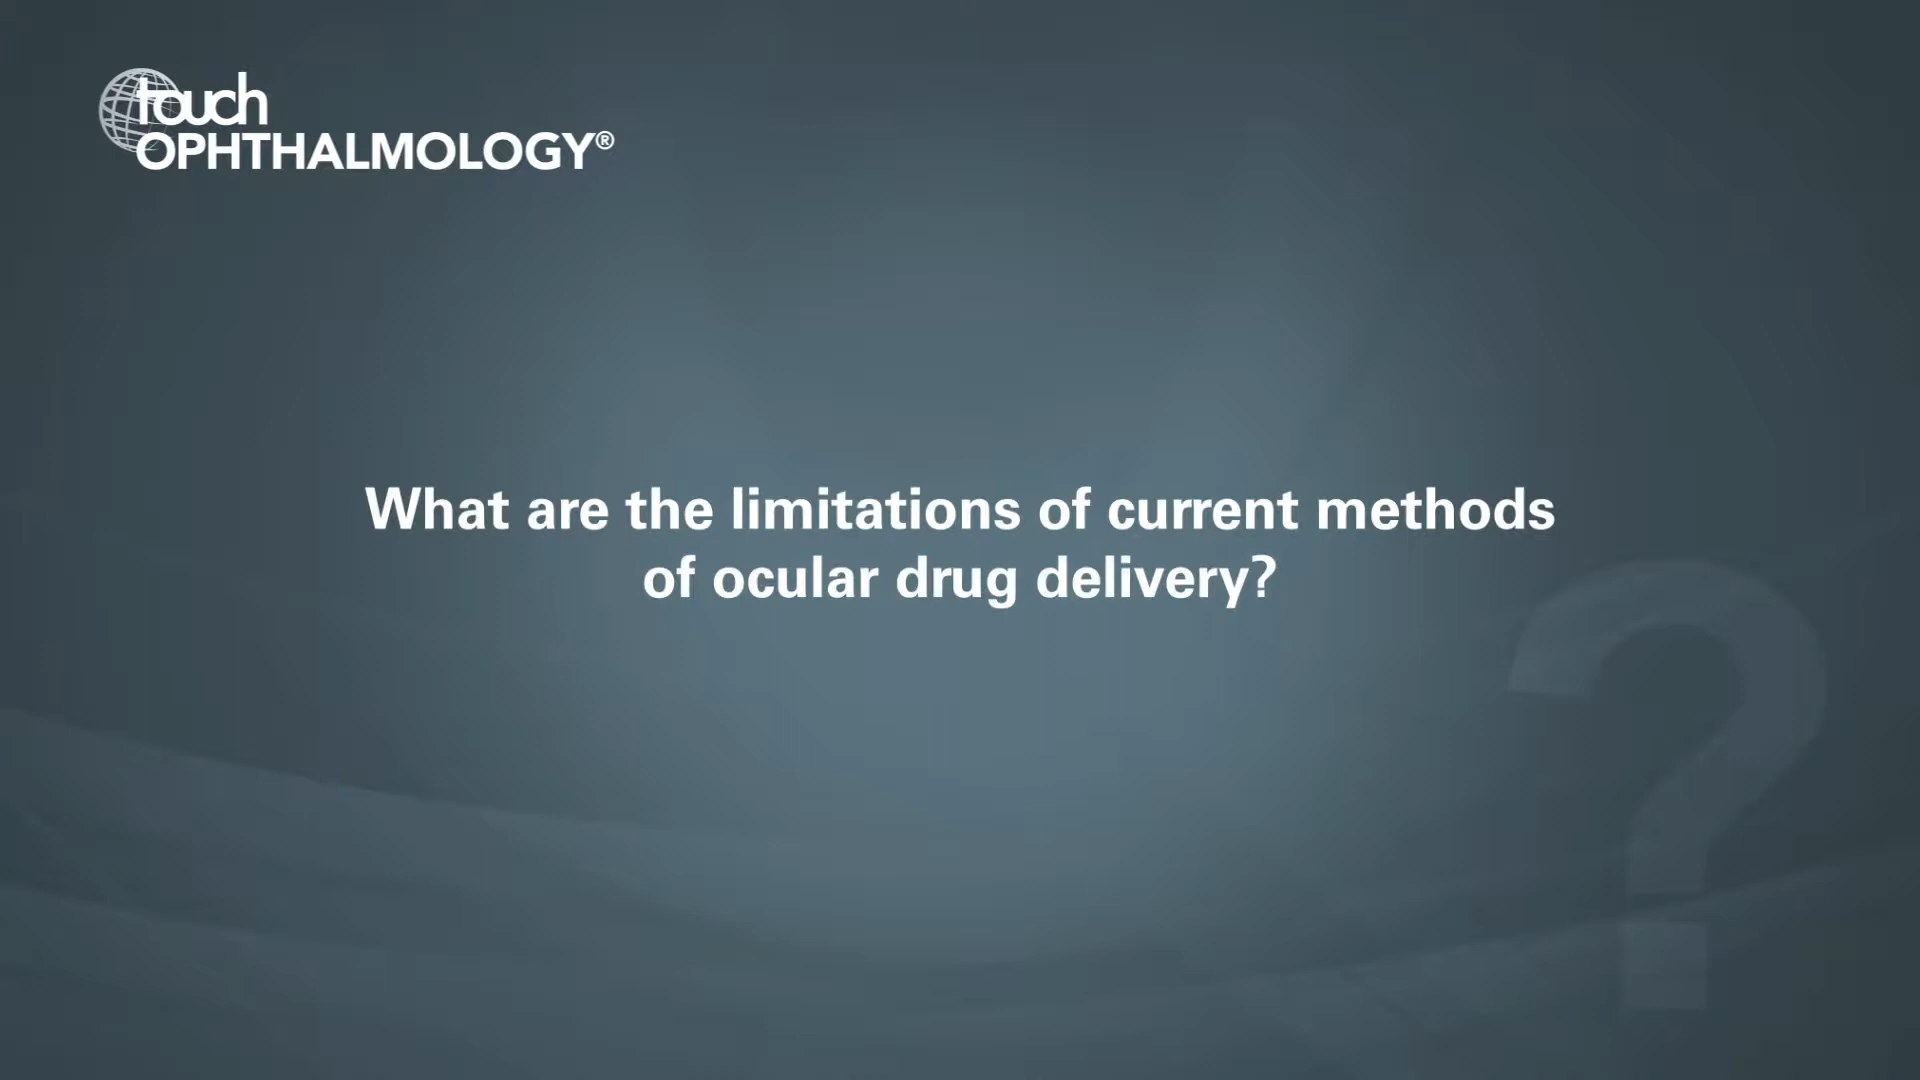 touch
OPHTHALMOLOGY®
What are the limitations of current methods
of ocular drug delivery?